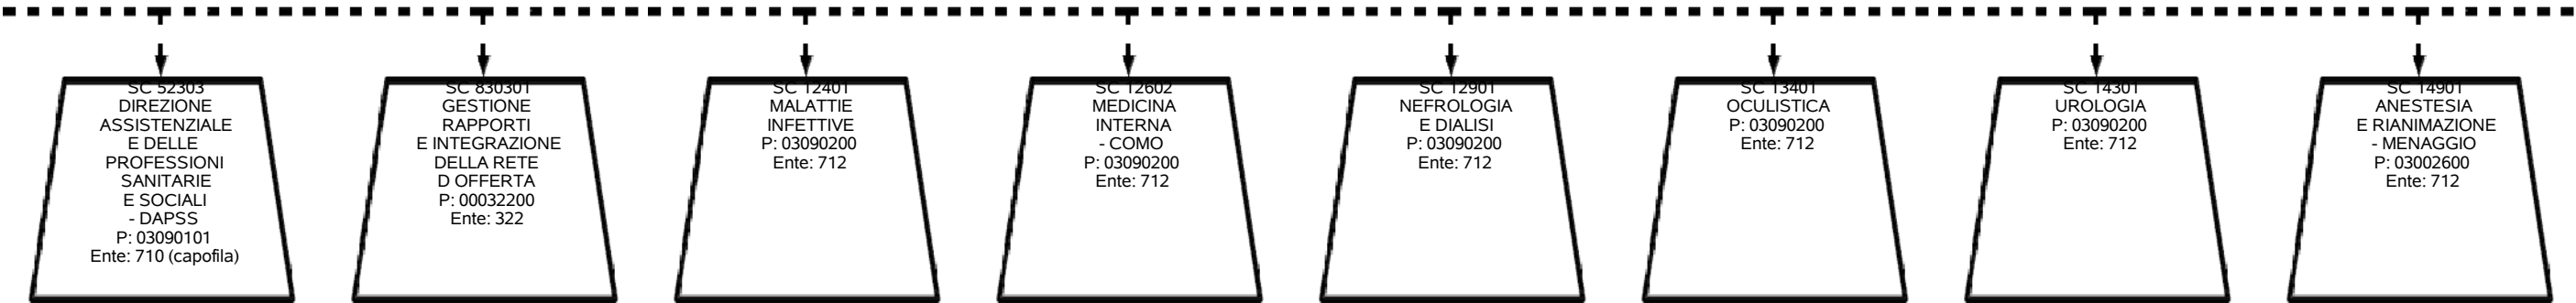 SC 52303
DIREZIONE
ASSISTENZIALE
E DELLE
PROFESSIONI
SANITARIE
E SOCIALI
- DAPSS
P: 03090101
Ente: 710 (capofila)
SC 830301
GESTIONE
RAPPORTI
E INTEGRAZIONE
DELLA RETE
D OFFERTA
P: 00032200
Ente: 322
SC 12401
MALATTIE
INFETTIVE
P: 03090200
Ente: 712
SC 12602
MEDICINA
INTERNA
- COMO
P: 03090200
Ente: 712
SC 12901
NEFROLOGIA
E DIALISI
P: 03090200
Ente: 712
SC 13401
OCULISTICA
P: 03090200
Ente: 712
SC 14301
UROLOGIA
P: 03090200
Ente: 712
SC 14901
ANESTESIA
E RIANIMAZIONE
- MENAGGIO
P: 03002600
Ente: 712